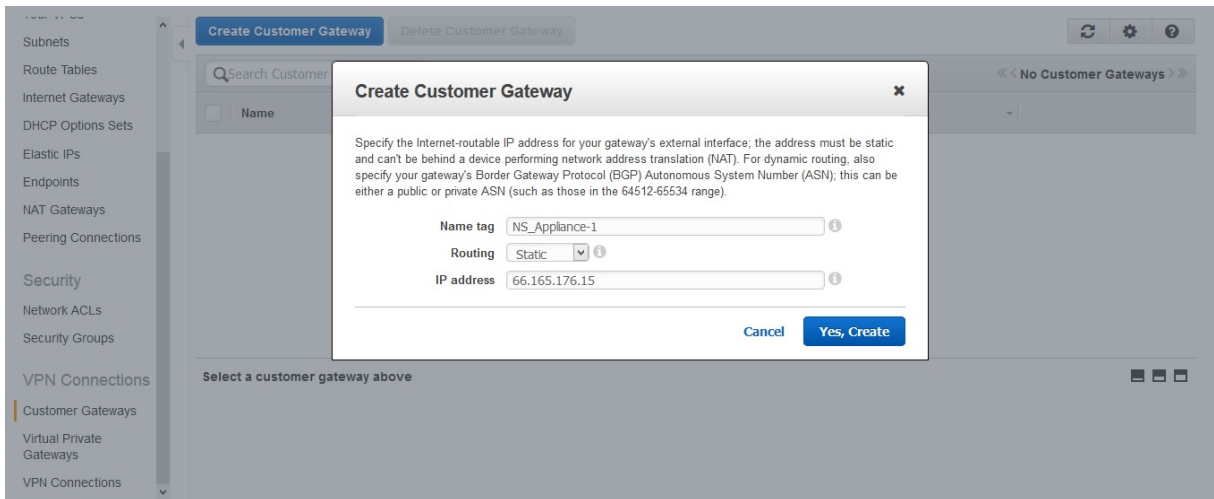 Subnets
Route Tables
Internet Gateways
DHCP Options Sets
Elastic IPs
Endpoints
NAT Gateways
Peering Connections
Security
Network ACLs
Security Groups
VPN Connections
Customer Gateways
Virtual Private
Gateways
VPN Connections
Create Customer Gateway Delete Customer Gateway
Search Customer
No Customer Gateways
Name
Create Customer Gateway
Specify the Internet-routable IP address for your gateway's external interface; the address must be static
and can't be behind a device performing network address translation (NAT). For dynamic routing, also
specify your gateway's Border Gateway Protocol (BGP) Autonomous System Number (ASN); this can be
either a public or private ASN (such as those in the 64512-65534 range).
Name tag NS_Appliance-1
Routing Static
IP address 66.165.176.15
Cancel Yes, Create
Select a customer gateway above